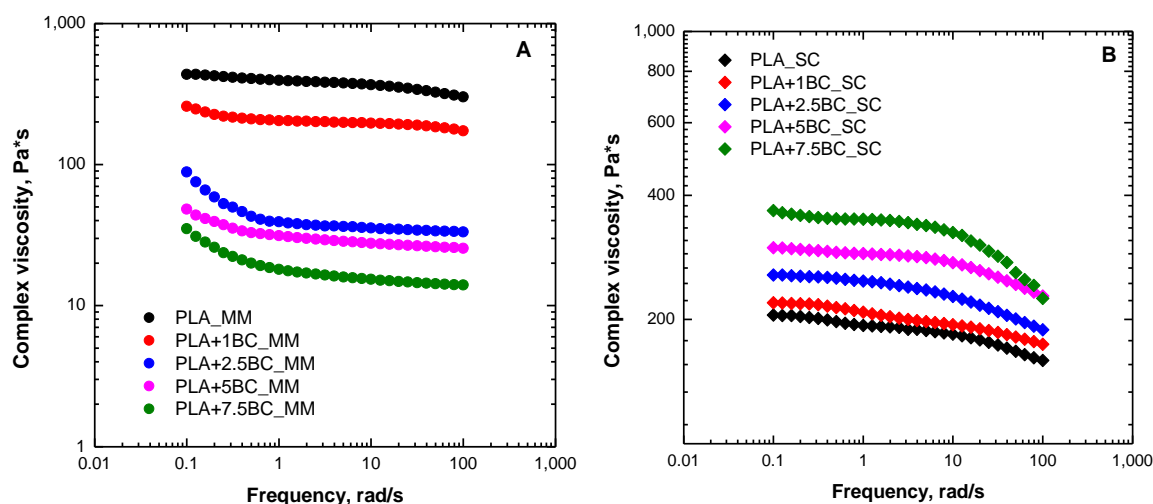 A
Complex viscosity, Pa*s
1,000
100
10
1
PLA_MM
PLA+1BC_MM
PLA+2.5BC_MM
PLA+5BC_MM
PLA+7.5BC_MM
0.01 0.1 1 10 100 1,000
Frequency, rad/s
B
Complex viscosity, Pa*s
1,000
800
600
400
200
PLA_SC
PLA+1BC_SC
PLA+2.5BC_SC
PLA+5BC_SC
PLA+7.5BC_SC
0.01 0.1 1 10 100 1,000
Frequency, rad/s